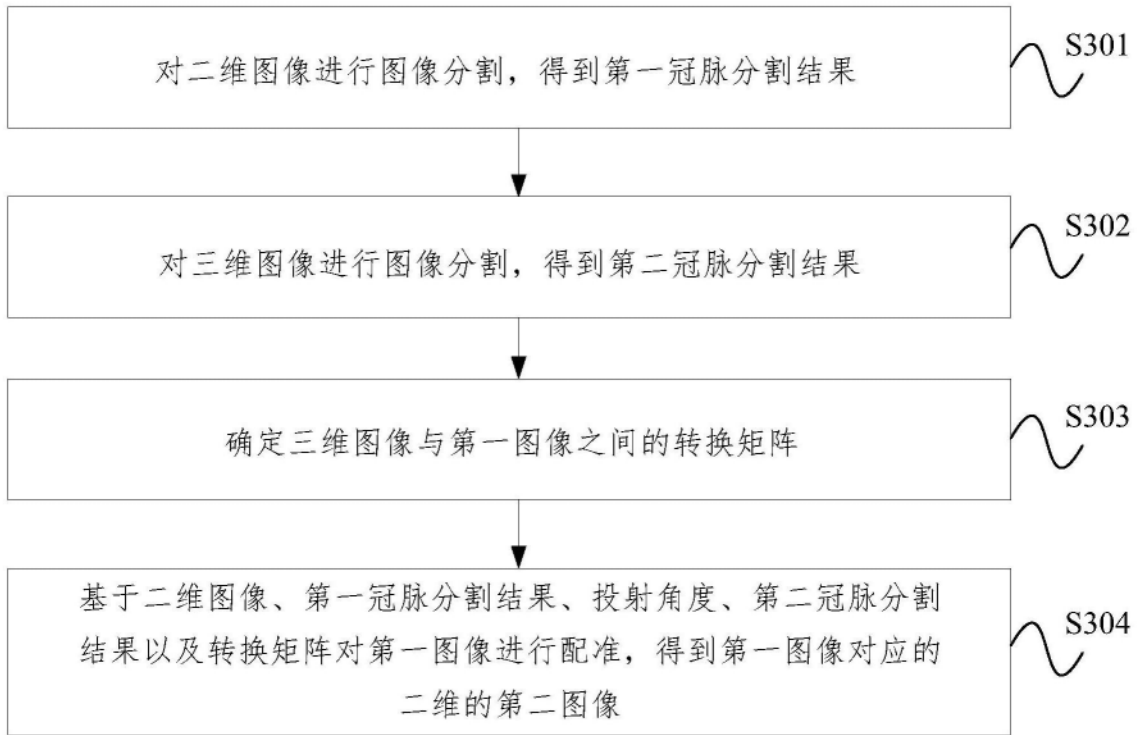 对二维图像进行图像分割，得到第一冠脉分割结果
S301
对三维图像进行图像分割，得到第二冠脉分割结果
S302
确定三维图像与第一图像之间的转换矩阵
S303
基于二维图像、第一冠脉分割结果、投射角度、第二冠脉分割
结果以及转换矩阵对第一图像进行配准，得到第一图像对应的
二维的第二图像
S304